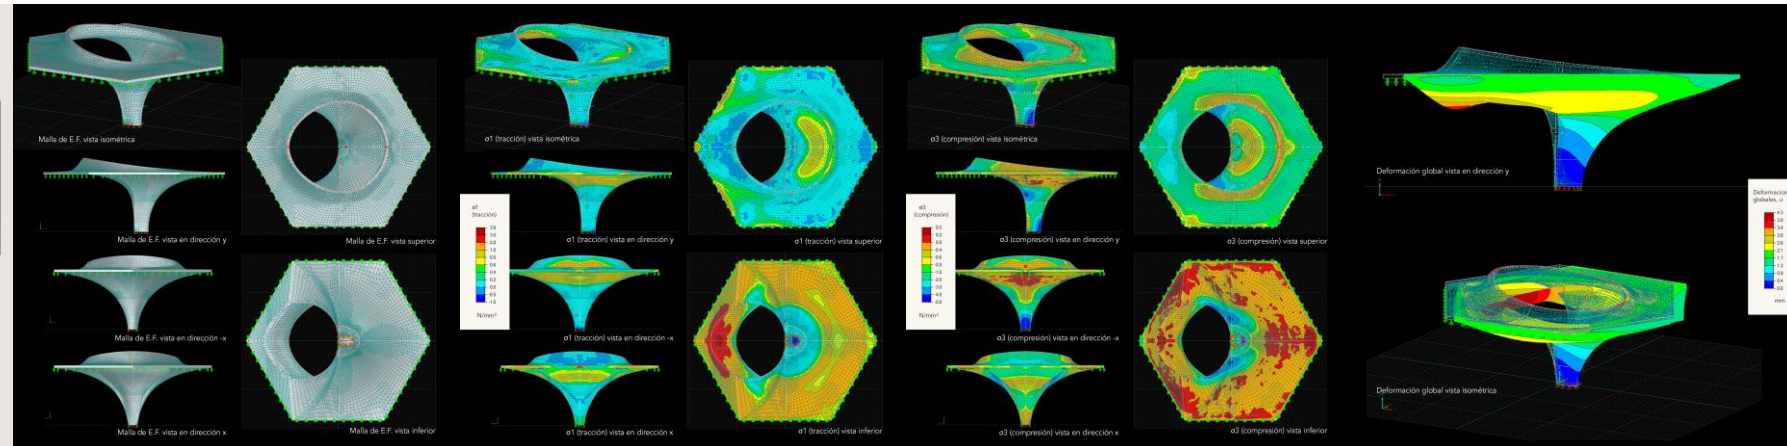 Malla de E.F. vista isométrica
Malla de E.F. vista en dirección y
Malla de E.F. vista superior
Malla de E.F. vista en dirección -x
Malla de E.F. vista en dirección x
Malla de E.F. vista inferior
σ1 (tracción) vista isométrica
σ1
(tracción)
N/mm²
σ1 (tracción) vista en dirección y
σ1 (tracción) vista superior
σ1 (tracción) vista en dirección -x
σ1 (tracción) vista en dirección x
σ1 (tracción) vista inferior
σ3 (compresión) vista isométrica
σ3
(compresión)
N/mm²
σ3 (compresión) vista en dirección y
σ3 (compresión) vista superior
σ3 (compresión) vista en dirección -x
σ3 (compresión) vista en dirección x
σ3 (compresión) vista inferior
Deformación global vista en dirección y
Deformación global vista isométrica
globales, u
mm